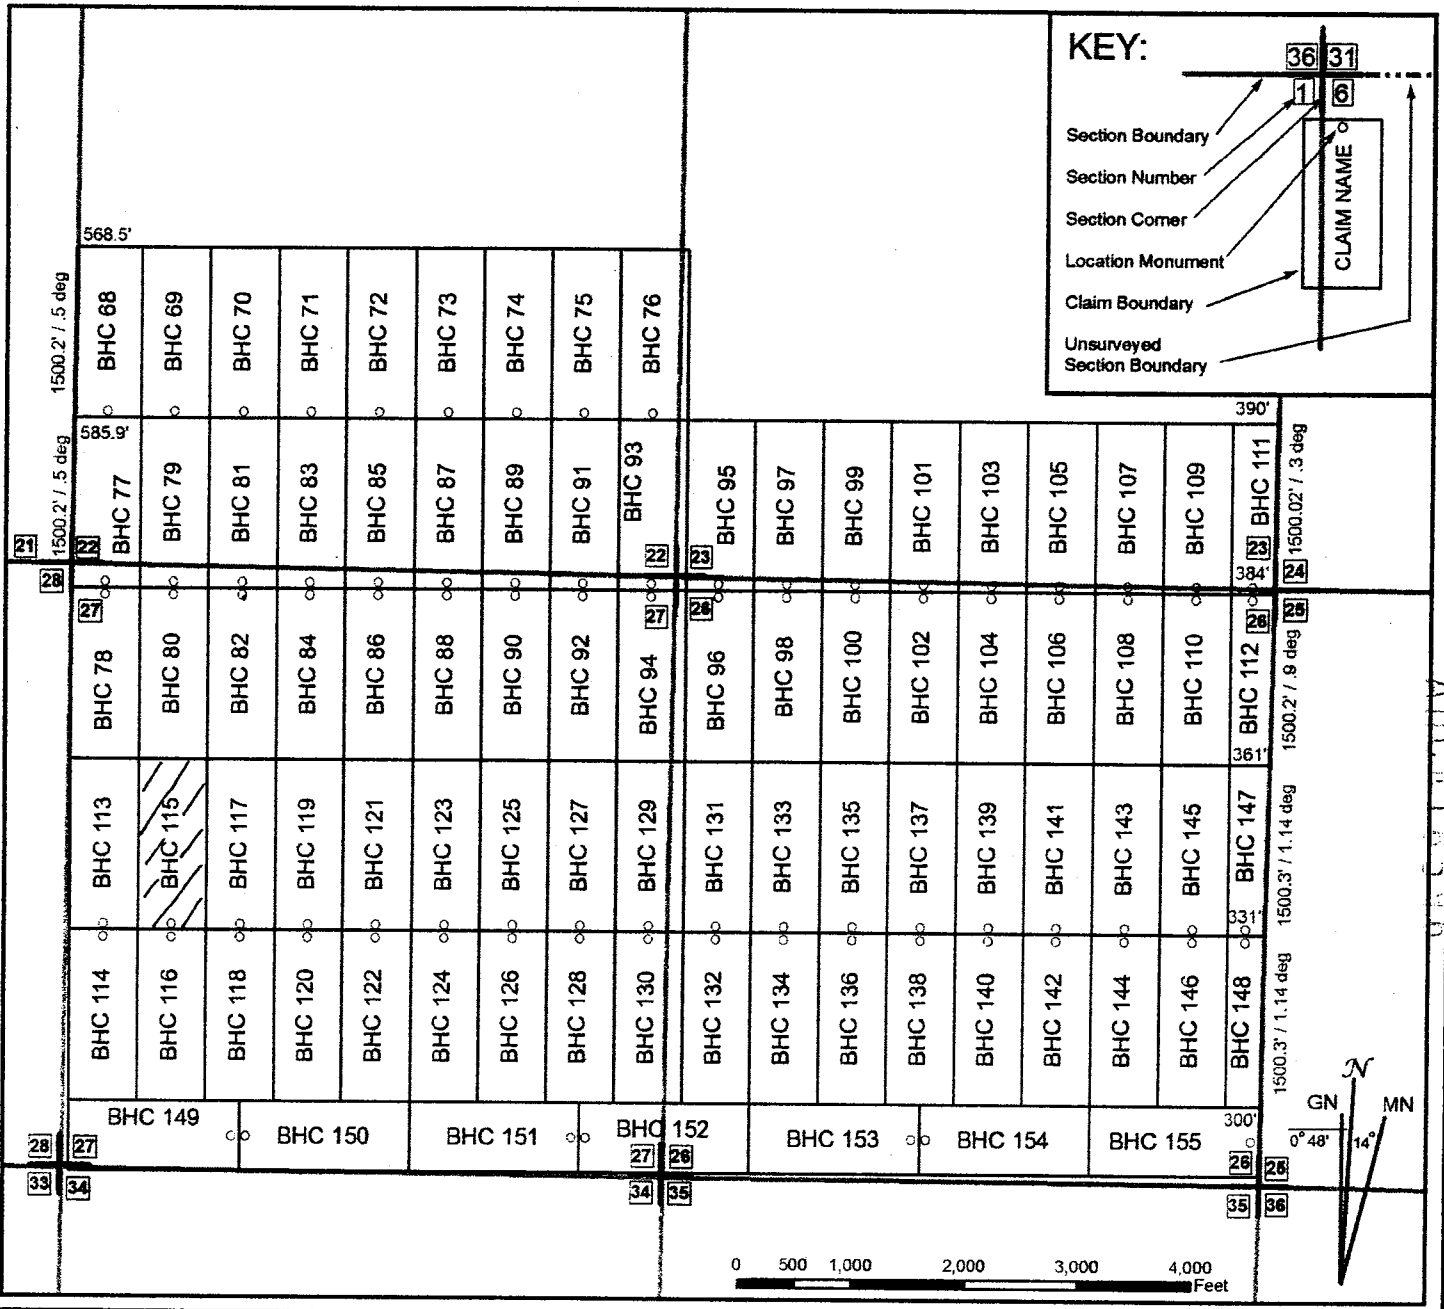 KEY:
36 31
1 6
Section Boundary
Section Number
Section Corner
Location Monument
Claim Boundary
Unsurveyed
Section Boundary
CLAIM NAME
568.5'
1500.2' / .5 deg
BHC 68
BHC 69
BHC 70
BHC 71
BHC 72
BHC 73
BHC 74
BHC 75
BHC 76
585.9'
390'
1500.2' / .5 deg
BHC 77
BHC 79
BHC 81
BHC 83
BHC 85
BHC 87
BHC 89
BHC 91
BHC 93
BHC 95
BHC 97
BHC 99
BHC 101
BHC 103
BHC 105
BHC 107
BHC 109
BHC 111
1500.02' / .3 deg
21 22
22 23
23 24
384'
28 27
27 26
26 25
BHC 78
BHC 80
BHC 82
BHC 84
BHC 86
BHC 88
BHC 90
BHC 92
BHC 94
BHC 96
BHC 98
BHC 100
BHC 102
BHC 104
BHC 106
BHC 108
BHC 110
BHC 112
1500.2' / .9 deg
361'
BHC 113
BHC 115
BHC 117
BHC 119
BHC 121
BHC 123
BHC 125
BHC 127
BHC 129
BHC 131
BHC 133
BHC 135
BHC 137
BHC 139
BHC 141
BHC 143
BHC 145
BHC 147
1500.3' / 1.14 deg
331'
BHC 114
BHC 116
BHC 118
BHC 120
BHC 122
BHC 124
BHC 126
BHC 128
BHC 130
BHC 132
BHC 134
BHC 136
BHC 138
BHC 140
BHC 142
BHC 144
BHC 146
BHC 148
1500.3' / 1.14 deg
BHC 149
BHC 150
BHC 151
BHC 152
BHC 153
BHC 154
BHC 155
300'
28 27
27 26
26 25
33 34
34 35
35 36
N
GN MN
0° 48' 14°
0 500 1,000 2,000 3,000 4,000
Feet